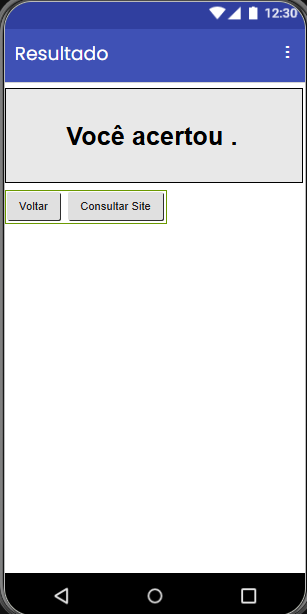 12:30
Resultado
Você acertou .
Voltar Consultar Site